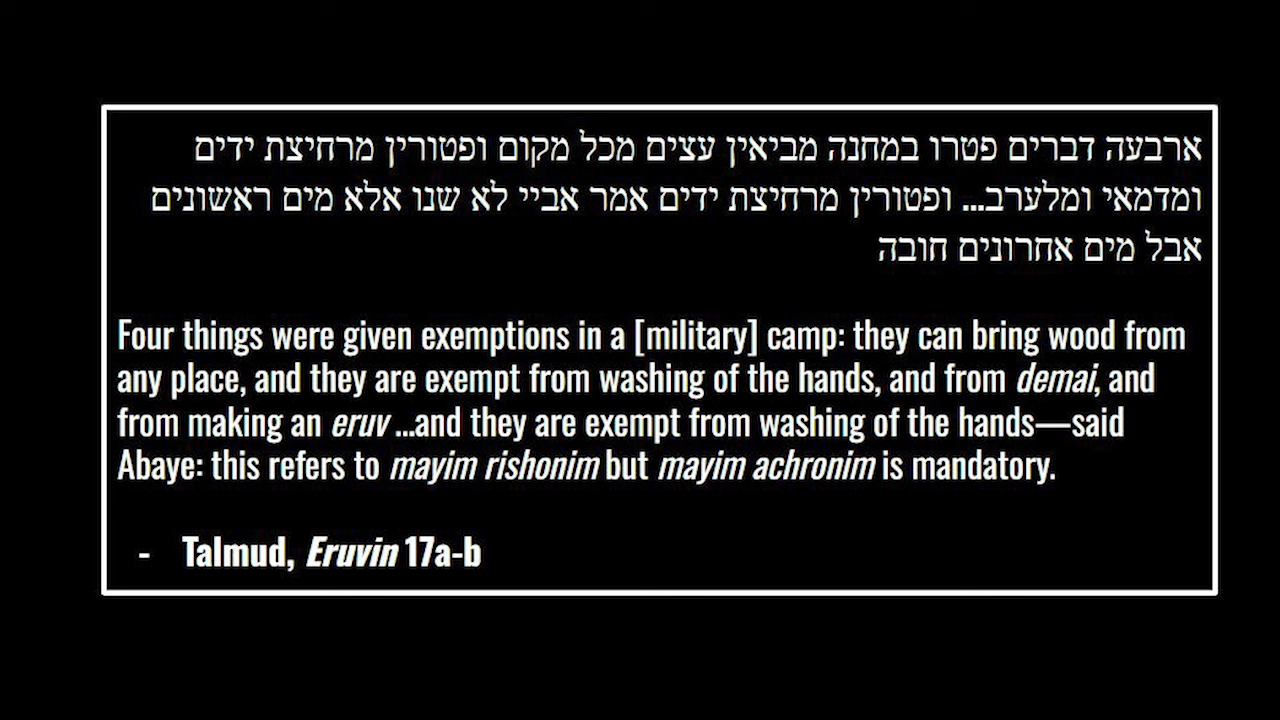 ארבעה דברים פטרו במחנה מביאין עצים מכל מקום ופטורין מרחיצת ידים
ומדמאי ומלערב... ופטורין מרחיצת ידים אמר אביי לא שנו אלא מים ראשונים
אבל מים אחרונים חובה
Four things were given exemptions in a [military] camp: they can bring wood from
any place, and they are exempt from washing of the hands, and from demai, and
from making an eruv ...and they are exempt from washing of the hands—said
Abaye: this refers to mayim rishonim but mayim achronim is mandatory.
- Talmud, Eruvin 17a-b